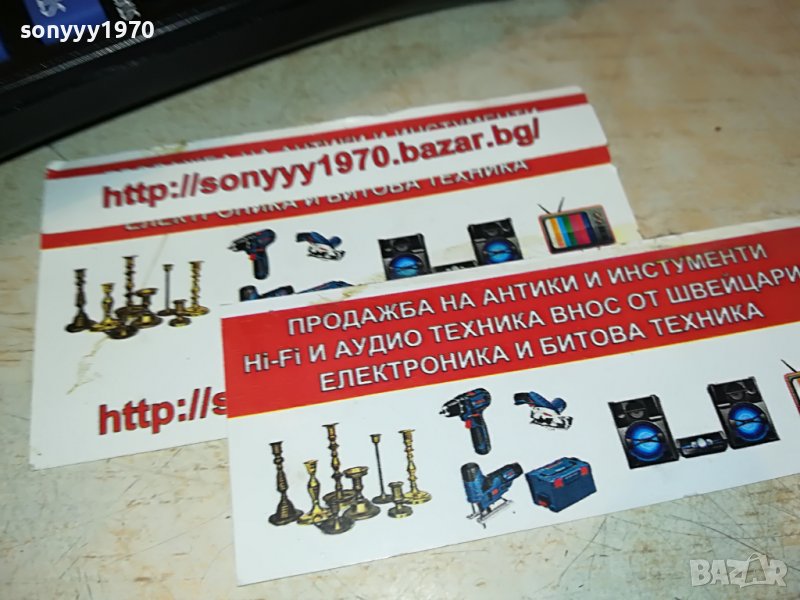 sonyyy1970
http://sonyyy1970.bazar.bg/
ЕЛЕКТРОНИКА И БИТОВА ТЕХНИКА
http://s
ПРОДАЖБА НА АНТИКИ И ИНСТУМЕНТИ
Hi-Fi И АУДИО ТЕХНИКА ВНОС ОТ ШВЕЙЦАРИ
ЕЛЕКТРОНИКА И БИТОВА ТЕХНИКА
BAZAR